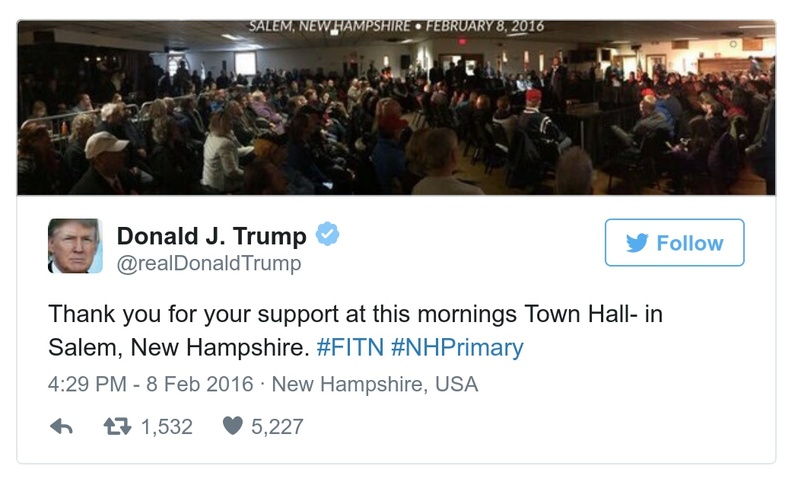 SALEM, NEW HAMPSHIRE • FEBRUARY 8, 2016
Donald J. Trump
@realDonaldTrump
Follow
Thank you for your support at this mornings Town Hall- in
Salem, New Hampshire. #FITN #NHPrimary
4:29 PM - 8 Feb 2016 · New Hampshire, USA
1,532 5,227